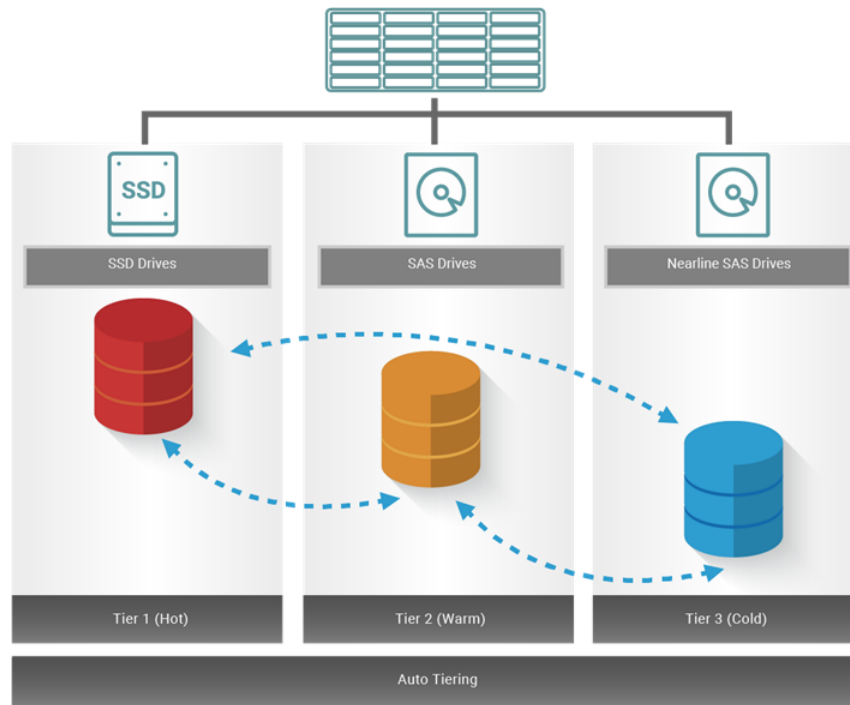 SSD
SSD Drives
SAS Drives
Nearline SAS Drives
Tier 1 (Hot)
Tier 2 (Warm)
Tier 3 (Cold)
Auto Tiering